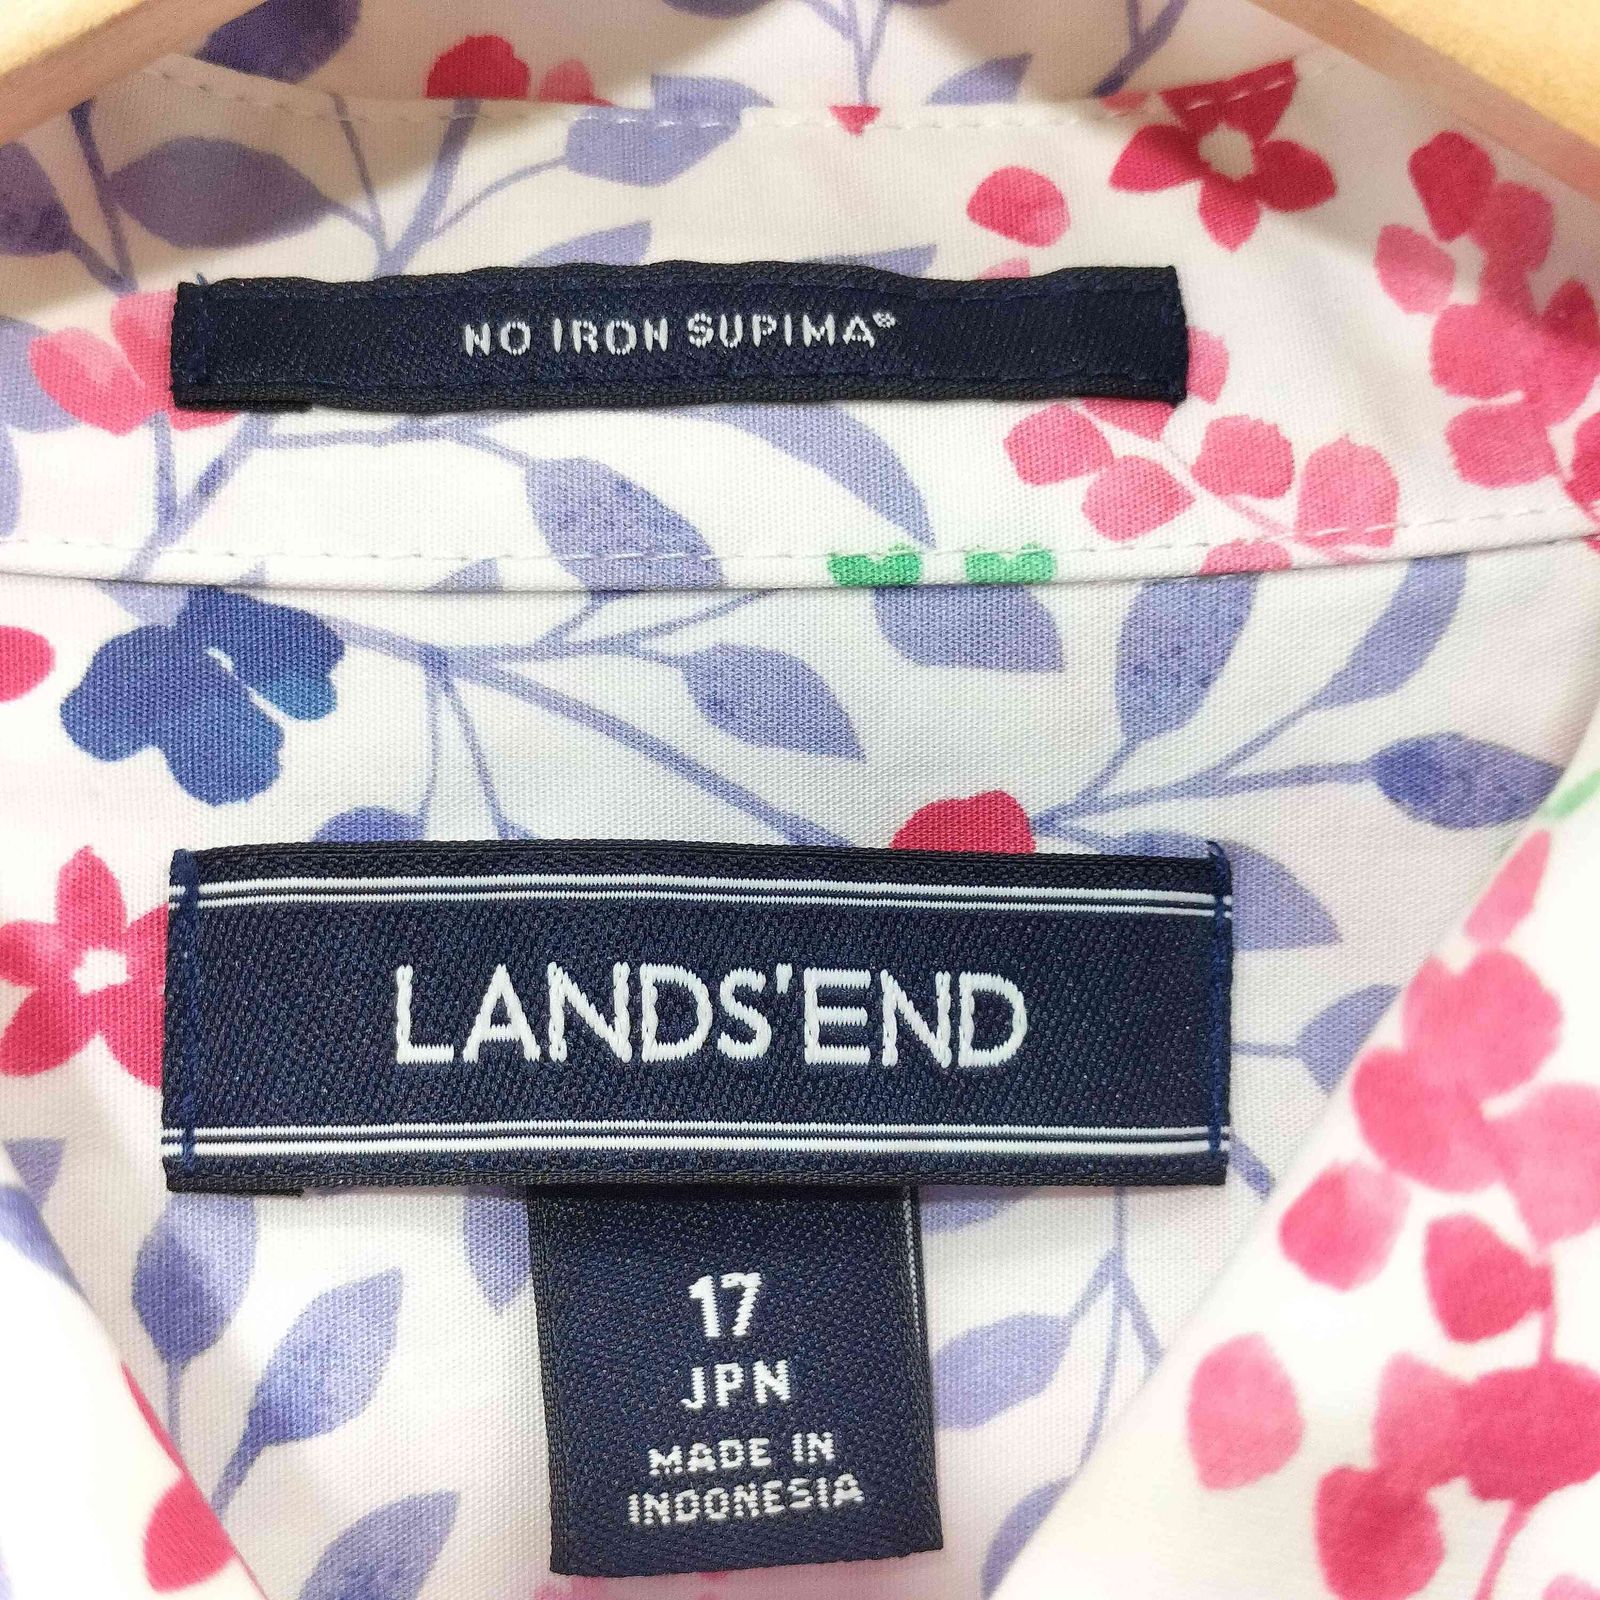 NO IRON SUPIMA®
LANDS'END
17
JPN
MADE IN
INDONESIA